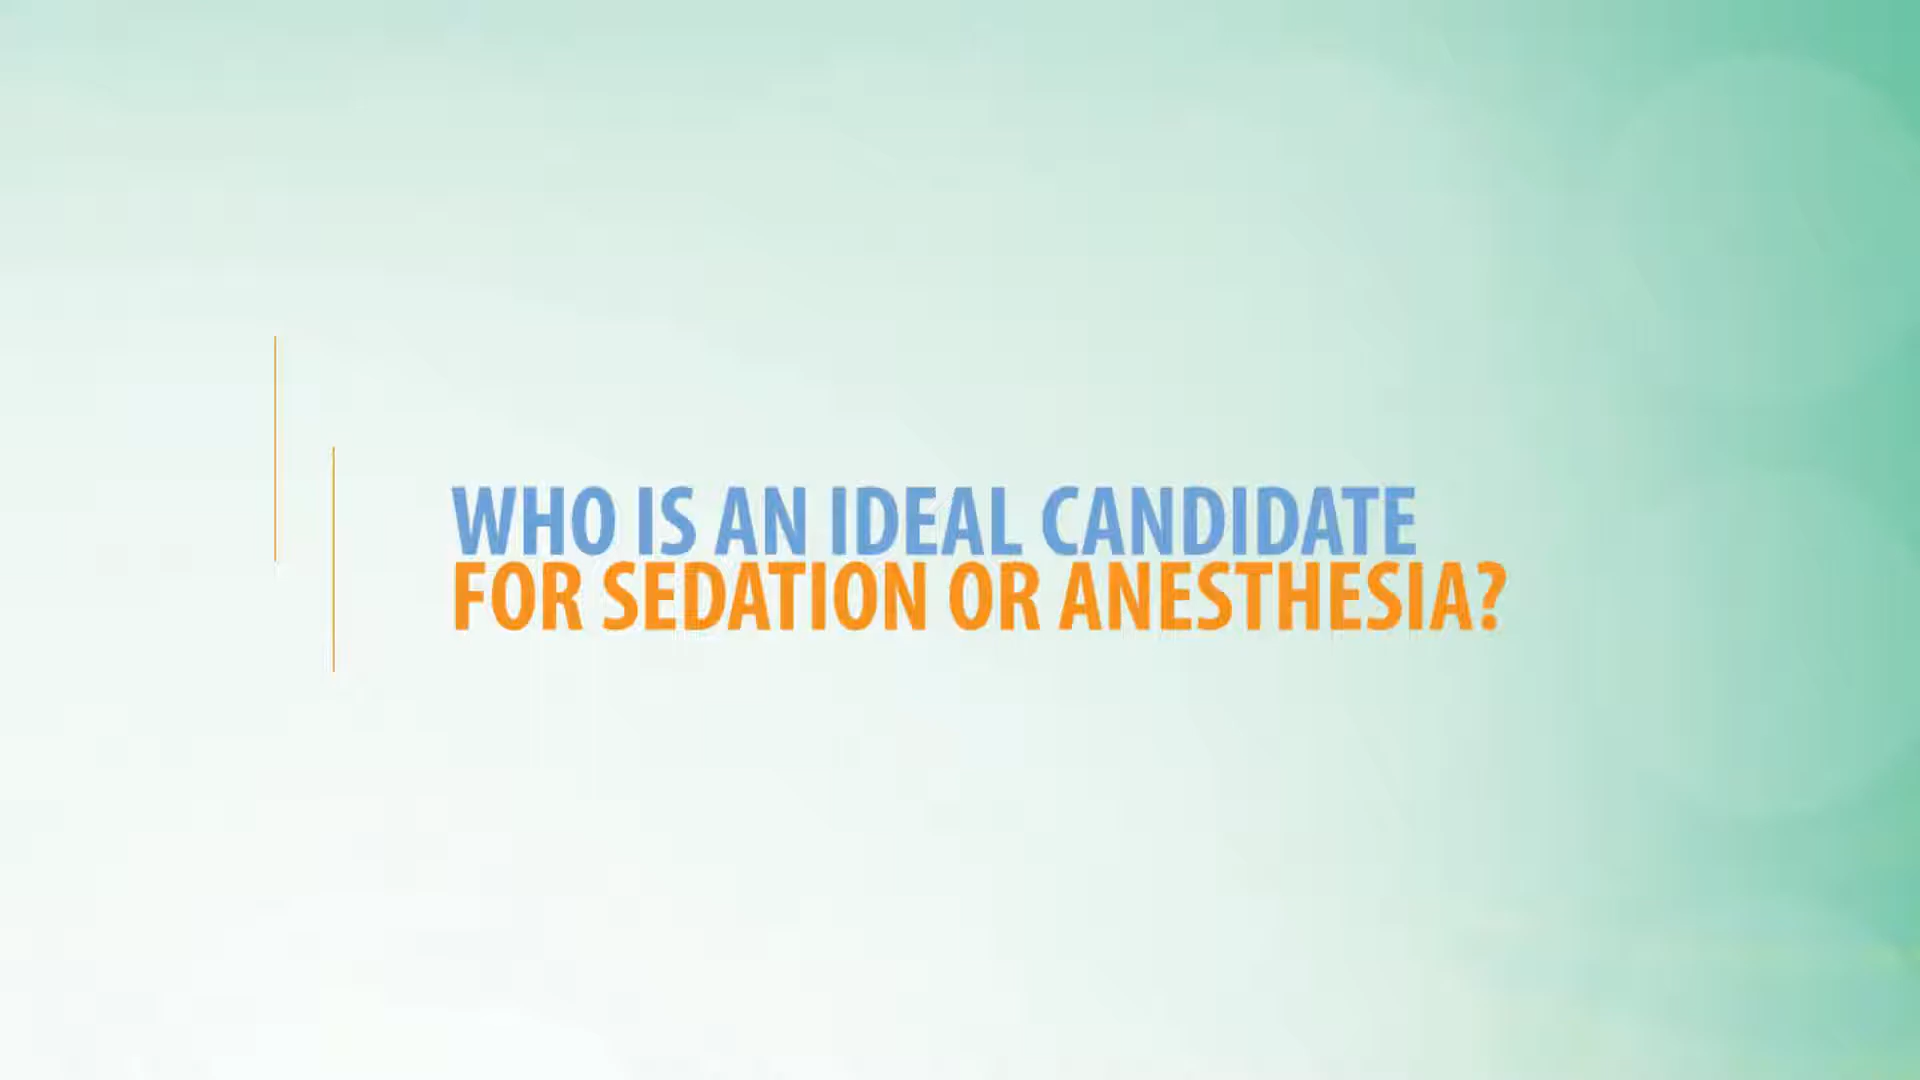 WHO IS AN IDEAL CANDIDATE
FOR SEDATION OR ANESTHESIA?